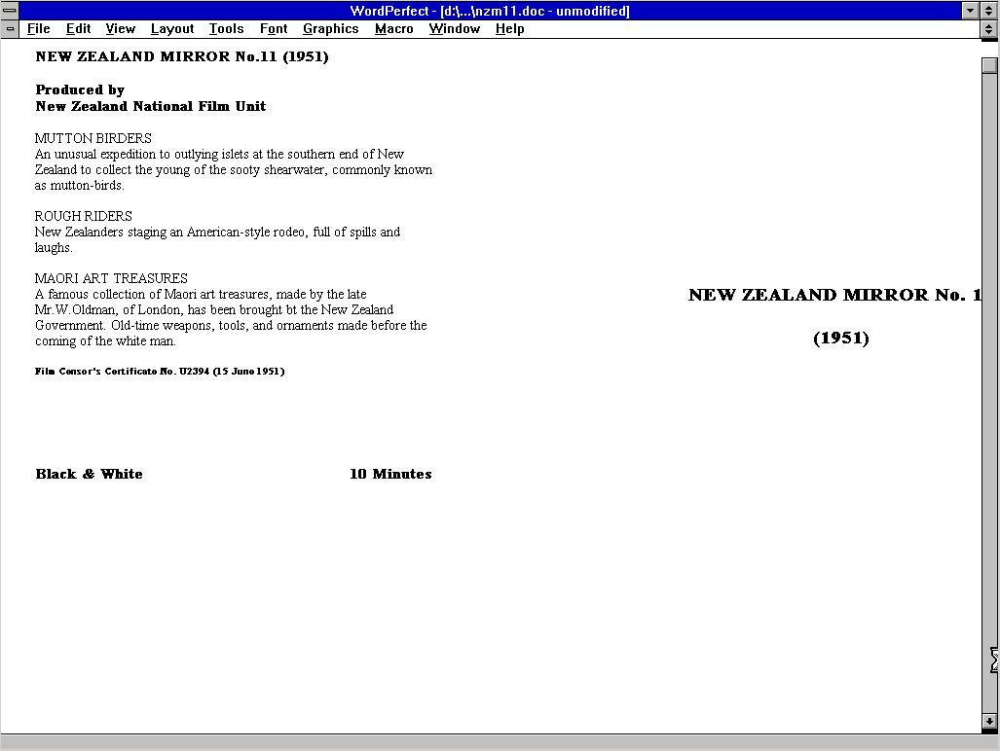 WordPerfect - [d:\...\nzm11.doc - unmodified]
File Edit View Layout Tools Font Graphics Macro Window Help
NEW ZEALAND MIRROR No.11 (1951)
Produced by
New Zealand National Film Unit
MUTTON BIRDERS
An unusual expedition to outlying islets at the southern end of New
Zealand to collect the young of the sooty shearwater, commonly known
as mutton-birds.
ROUGH RIDERS
New Zealanders staging an American-style rodeo, full of spills and
laughs.
MAORI ART TREASURES
A famous collection of Maori art treasures, made by the late
Mr.W.Oldman, of London, has been brought bt the New Zealand
Government. Old-time weapons, tools, and ornaments made before the
coming of the white man.
Film Censor's Certificate No. U2394 (15 June 1951)
Black & White 10 Minutes
NEW ZEALAND MIRROR No. 1
(1951)